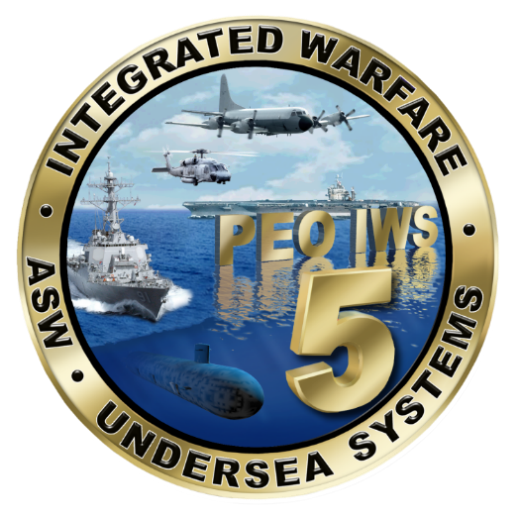 INTEGRATED WARFARE
PEO IWS
5
ASW
UNDERSEA SYSTEMS